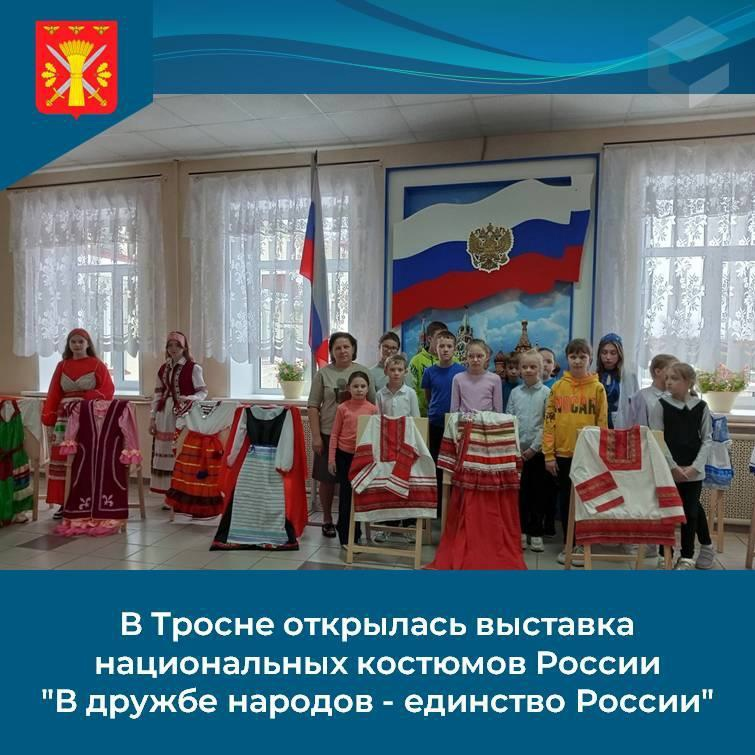 В Тросне открылась выставка
национальных костюмов России
"В дружбе народов - единство России"